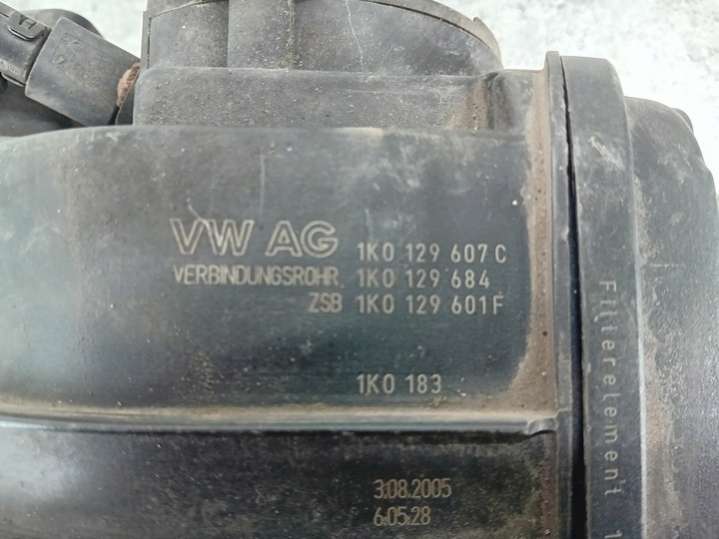 VW AG 1K0 129 607 C
VERBINDUNGSROHR 1K0 129 684
ZSB 1K0 129 601 F
1K0 183
3.08.2005
6:05:28
Filterelement 1